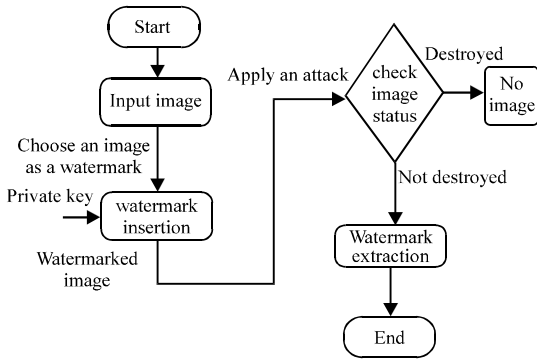 Start
Input image
Choose an image
as a watermark
Private key
watermark
insertion
Watermarked
image
Apply an attack
check
image
status
Destroyed
No
image
Not destroyed
Watermark
extraction
End